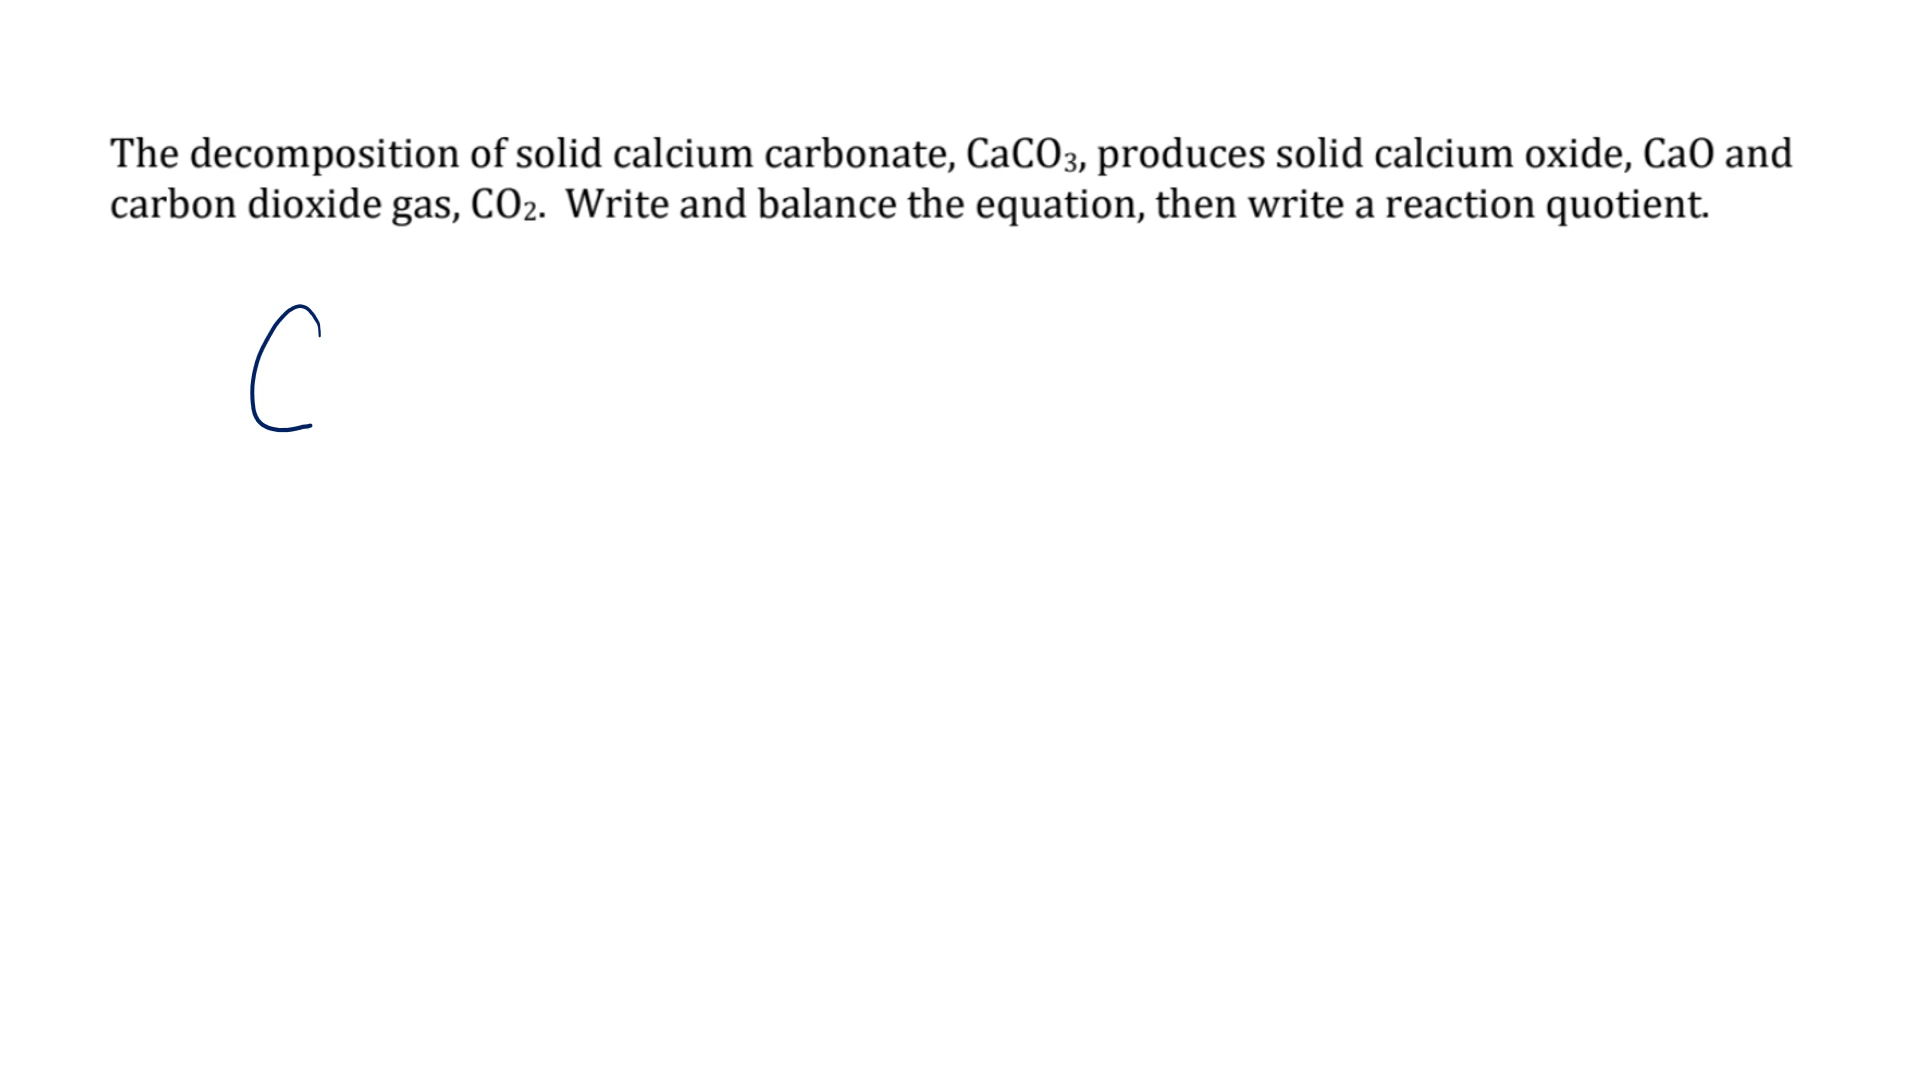 The decomposition of solid calcium carbonate, CaCO₃, produces solid calcium oxide, CaO and
carbon dioxide gas, CO₂.  Write and balance the equation, then write a reaction quotient.
C